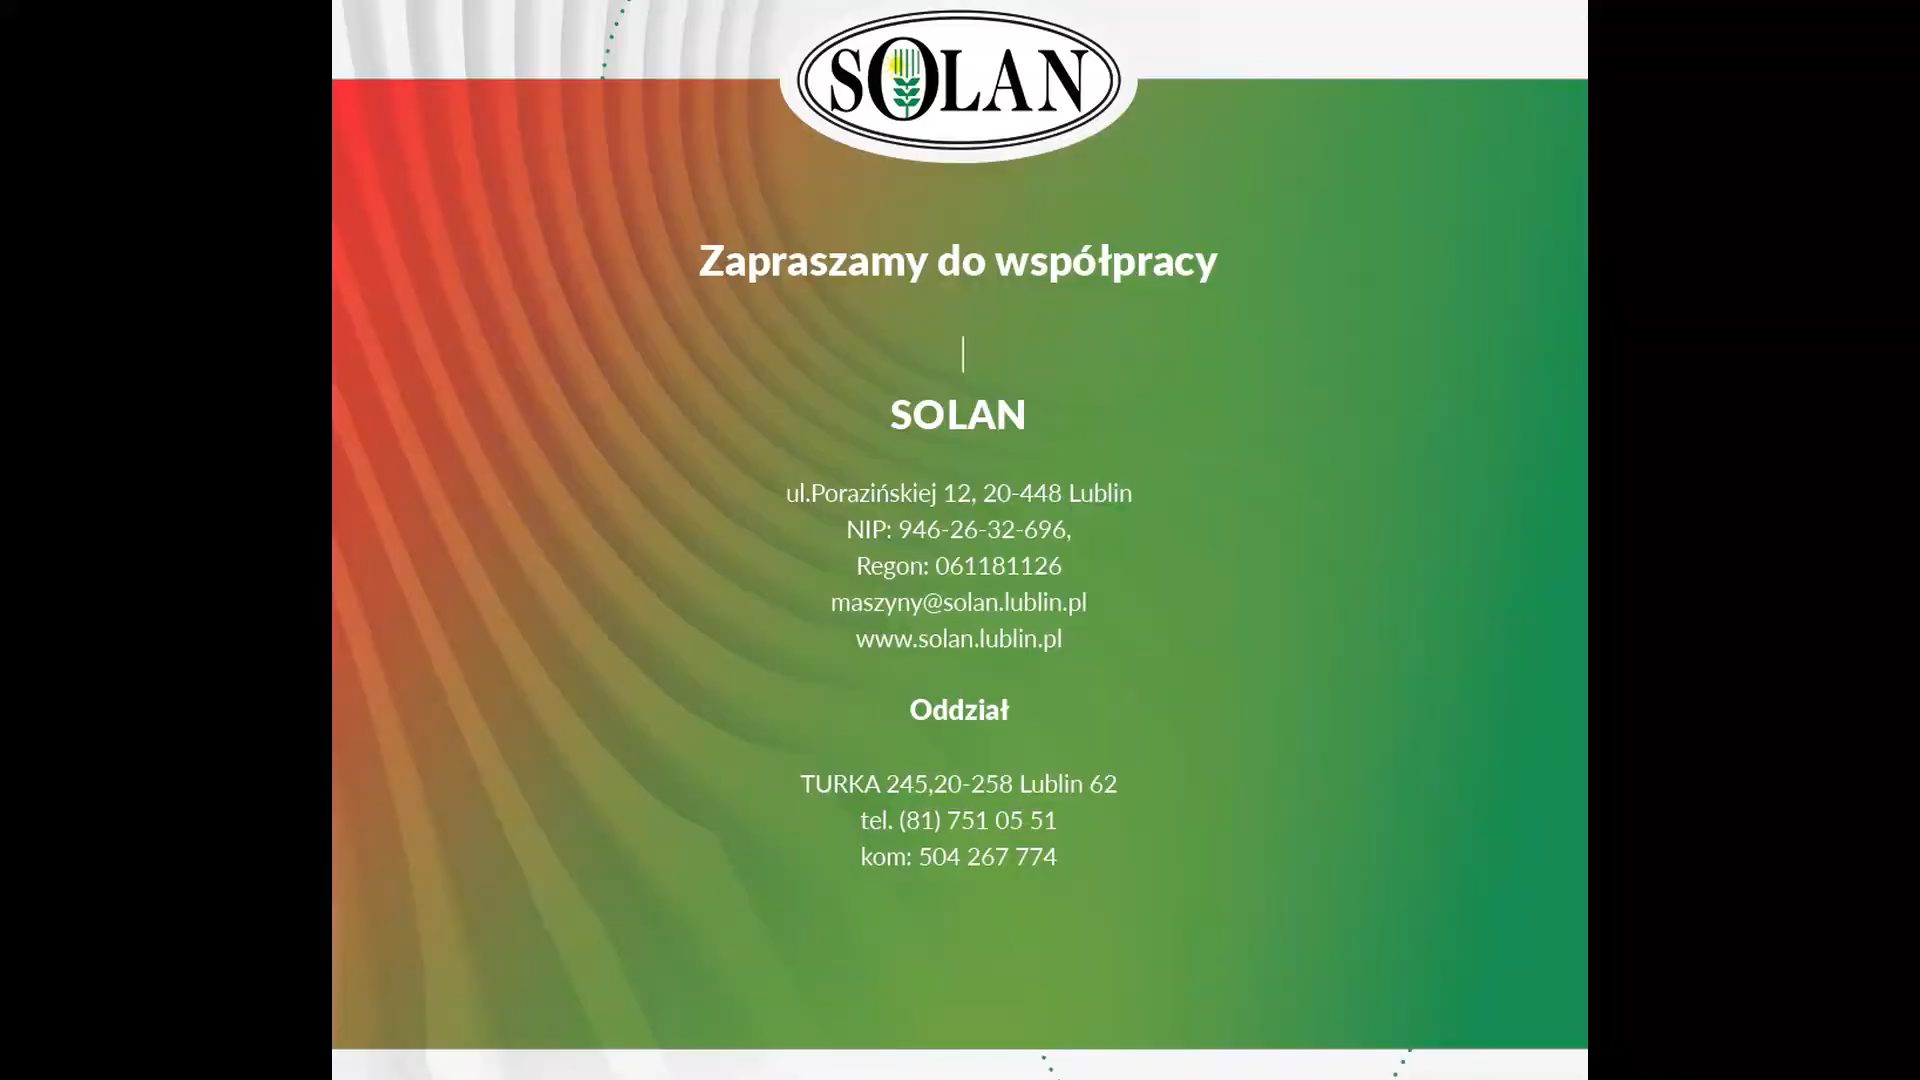 SOLAN
Zapraszamy do współpracy
SOLAN
ul.Porazińskiej 12, 20-448 Lublin
NIP: 946-26-32-696,
Regon: 061181126
maszyny@solan.lublin.pl
www.solan.lublin.pl
Oddział
TURKA 245,20-258 Lublin 62
tel. (81) 751 05 51
kom: 504 267 774